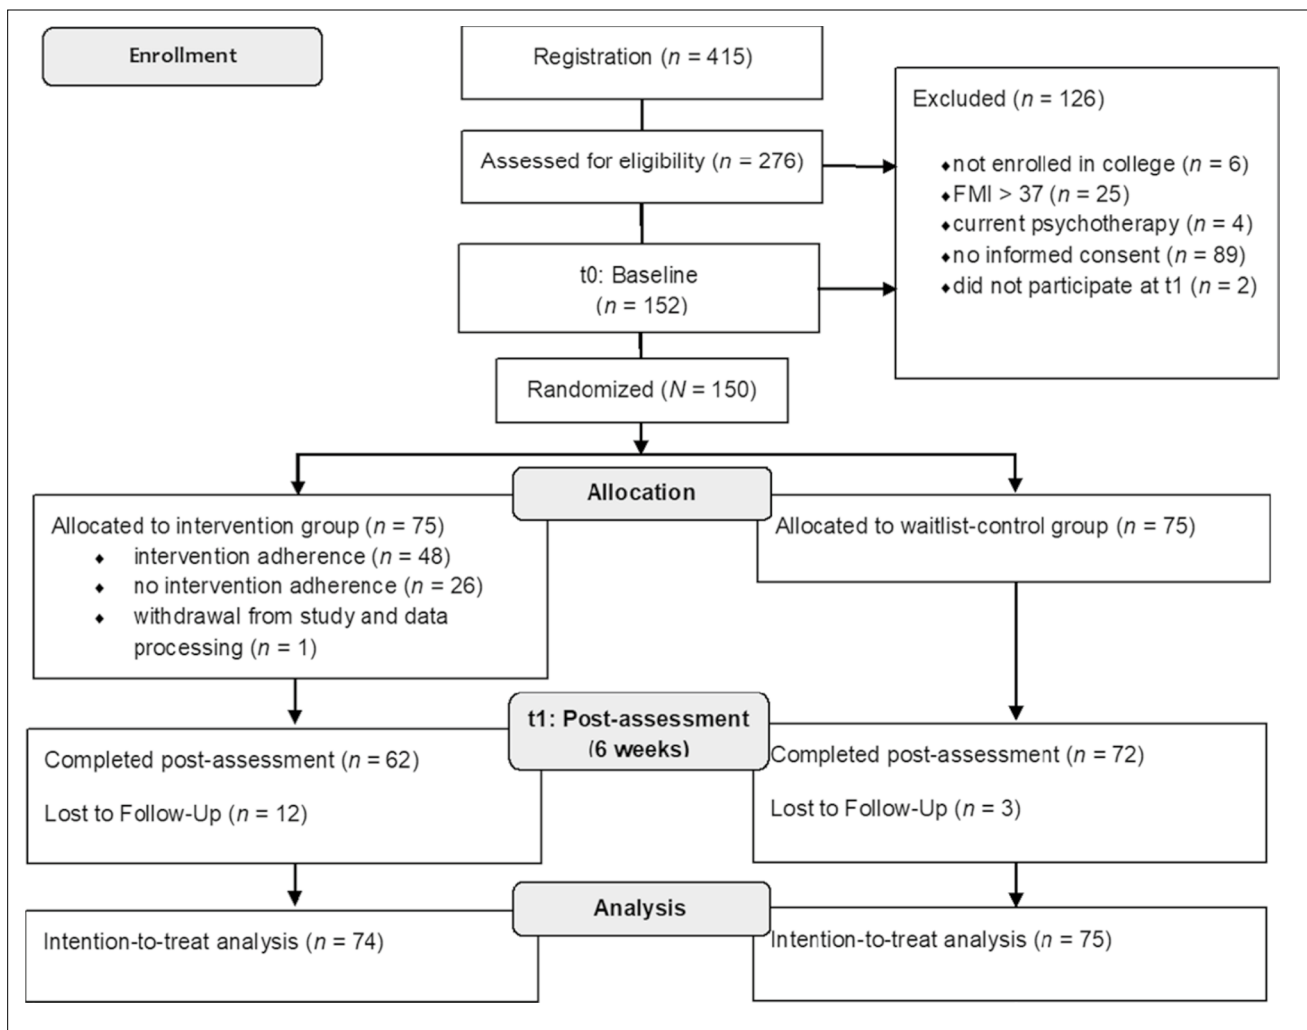 Enrollment
Registration (n = 415)
Assessed for eligibility (n = 276)
Excluded (n = 126)
♦not enrolled in college (n = 6)
♦FMI > 37 (n = 25)
♦current psychotherapy (n = 4)
♦no informed consent (n = 89)
♦did not participate at t1 (n = 2)
t0: Baseline
(n = 152)
Randomized (N = 150)
Allocation
Allocated to intervention group (n = 75)
♦ intervention adherence (n = 48)
♦ no intervention adherence (n = 26)
♦ withdrawal from study and data
processing (n = 1)
Allocated to waitlist-control group (n = 75)
t1: Post-assessment
(6 weeks)
Completed post-assessment (n = 62)
Lost to Follow-Up (n = 12)
Completed post-assessment (n = 72)
Lost to Follow-Up (n = 3)
Analysis
Intention-to-treat analysis (n = 74)
Intention-to-treat analysis (n = 75)